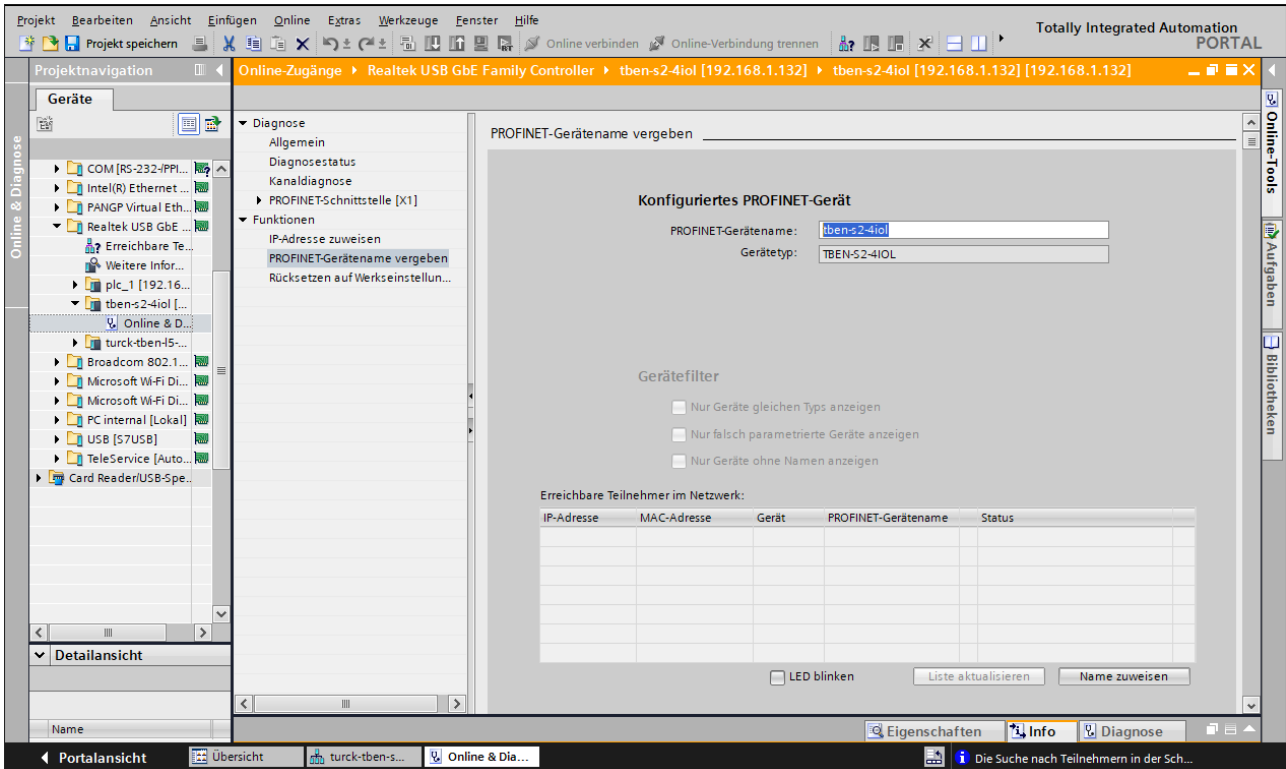 Projekt Bearbeiten Ansicht Einfügen Online Extras Werkzeuge Fenster Hilfe
Totally Integrated Automation
PORTAL
Projekt speichern
Online verbinden
Online-Verbindung trennen
Projektnavigation
Online-Zugänge
Realtek USB GbE Family Controller
tben-s2-4iol [192.168.1.132]
tben-s2-4iol [192.168.1.132] [192.168.1.132]
Geräte
Online & Diagnose
COM [RS-232-/PPI...
Intel(R) Ethernet ...
PANGP Virtual Eth...
Realtek USB GbE ...
Erreichbare Te...
Weitere Infor...
plc_1 [192.16...
tben-s2-4iol [...
Online & D...
turck-tben-l5-...
Broadcom 802.1...
Microsoft Wi-Fi Di...
Microsoft Wi-Fi Di...
PC internal [Lokal]
USB [S7USB]
TeleService [Auto...
Card Reader/USB-Spe...
Detailansicht
Name
Diagnose
Allgemein
Diagnosestatus
Kanaldiagnose
PROFINET-Schnittstelle [X1]
Funktionen
IP-Adresse zuweisen
PROFINET-Gerätename vergeben
Rücksetzen auf Werkseinstellun...
PROFINET-Gerätename vergeben
Konfiguriertes PROFINET-Gerät
PROFINET-Gerätename: tben-s2-4iol
Gerätetyp: TBEN-S2-4IOL
Gerätefilter
Nur Geräte gleichen Typs anzeigen
Nur falsch parametrierte Geräte anzeigen
Nur Geräte ohne Namen anzeigen
Erreichbare Teilnehmer im Netzwerk:
IP-Adresse MAC-Adresse Gerät PROFINET-Gerätename Status
LED blinken
Liste aktualisieren
Name zuweisen
Online-Tools
Aufgaben
Bibliotheken
Eigenschaften
Info
Diagnose
Portalansicht
Übersicht
turck-tben-s...
Online & Dia...
Die Suche nach Teilnehmern in der Sch...